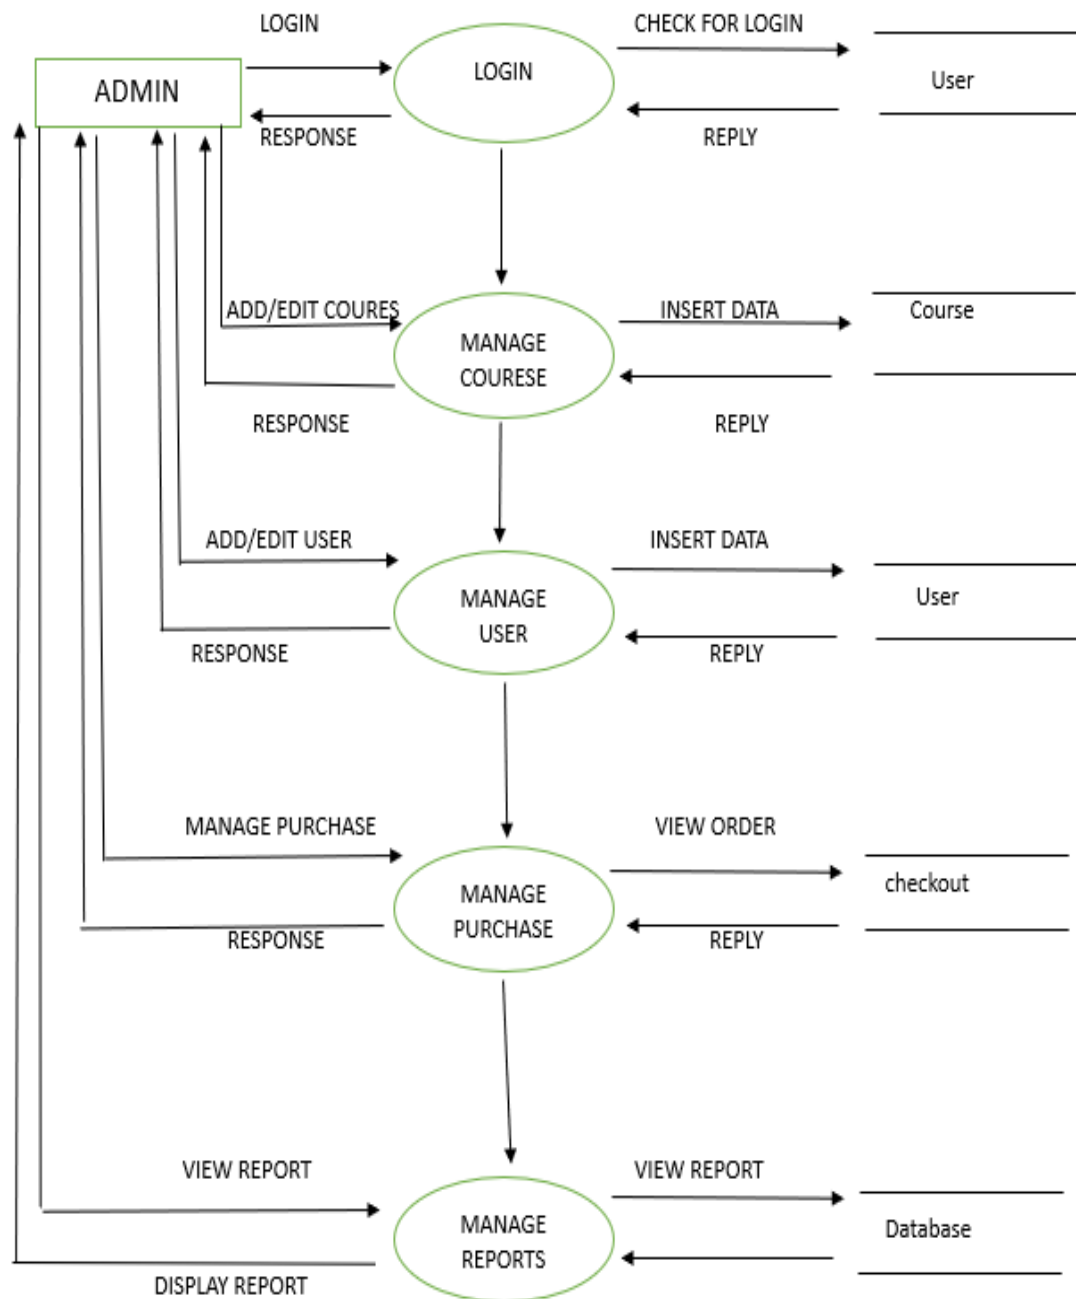 LOGIN
CHECK FOR LOGIN
ADMIN
LOGIN
User
RESPONSE
REPLY
ADD/EDIT COURES
INSERT DATA
Course
MANAGE
COURESE
RESPONSE
REPLY
ADD/EDIT USER
INSERT DATA
MANAGE
USER
User
RESPONSE
REPLY
MANAGE PURCHASE
VIEW ORDER
MANAGE
PURCHASE
checkout
RESPONSE
REPLY
VIEW REPORT
VIEW REPORT
MANAGE
REPORTS
Database
DISPLAY REPORT